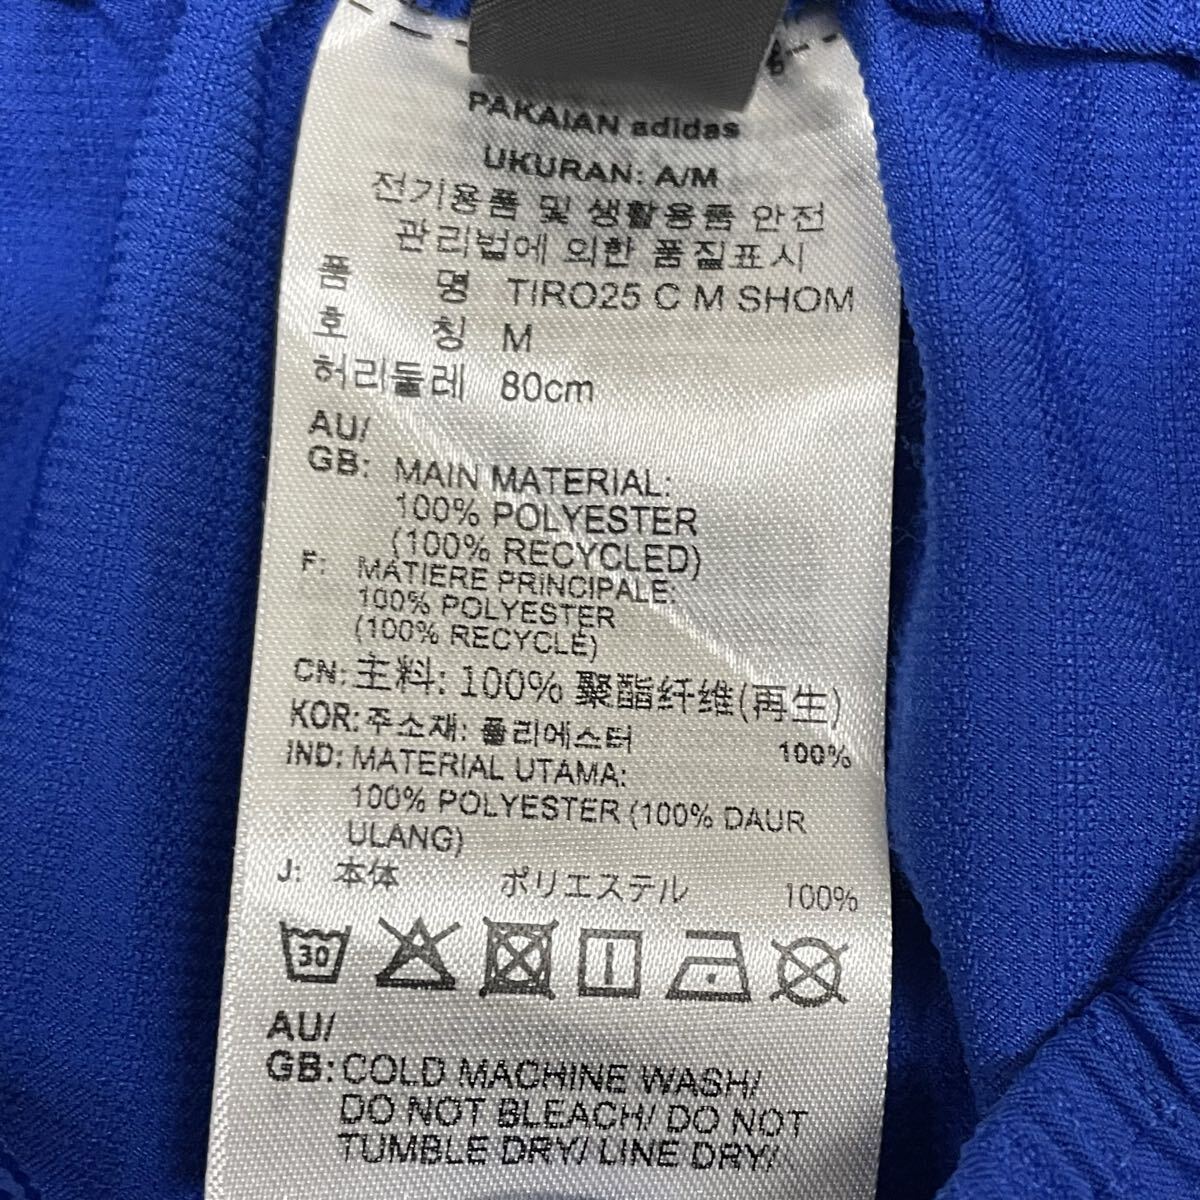 PAKAIAN adidas
UKURAN: A/M
전기용품 및 생활용품 안전
관리법에 의한 품질표시
품 명 TIRO25 C M SHOM
호 칭 M
허리둘레 80cm
AU/
GB: MAIN MATERIAL:
100% POLYESTER
(100% RECYCLED)
F: MATIERE PRINCIPALE:
100% POLYESTER
(100% RECYCLÉ)
CN: 主料: 100% 聚酯纤维(再生)
KOR: 주소재: 폴리에스터 100%
IND: MATERIAL UTAMA:
100% POLYESTER (100% DAUR
ULANG)
J: 本体 ポリエステル 100%
30
AU/
GB: COLD MACHINE WASH/
DO NOT BLEACH/ DO NOT
TUMBLE DRY/ LINE DRY/